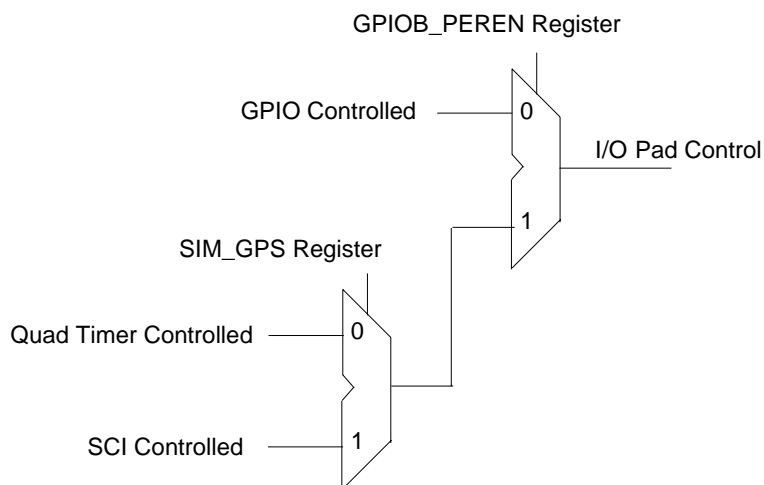 GPIOB_PEREN Register
GPIO Controlled
0
I/O Pad Control
1
SIM_GPS Register
Quad Timer Controlled
0
SCI Controlled
1